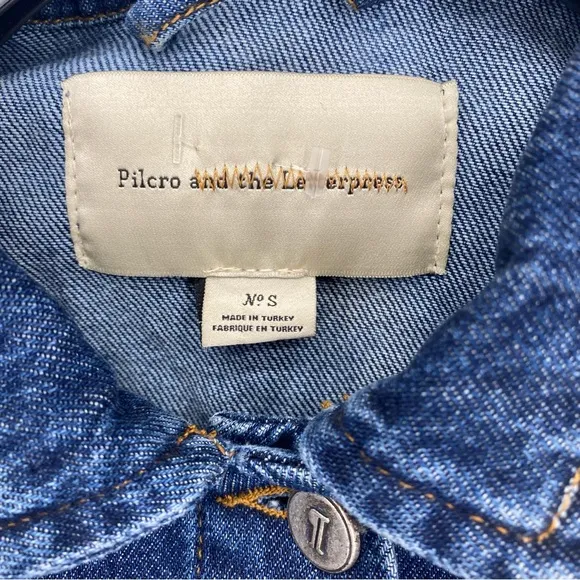 Pilcro and the Letterpress
Nº S
MADE IN TURKEY
FABRIQUE EN TURKEY
¶